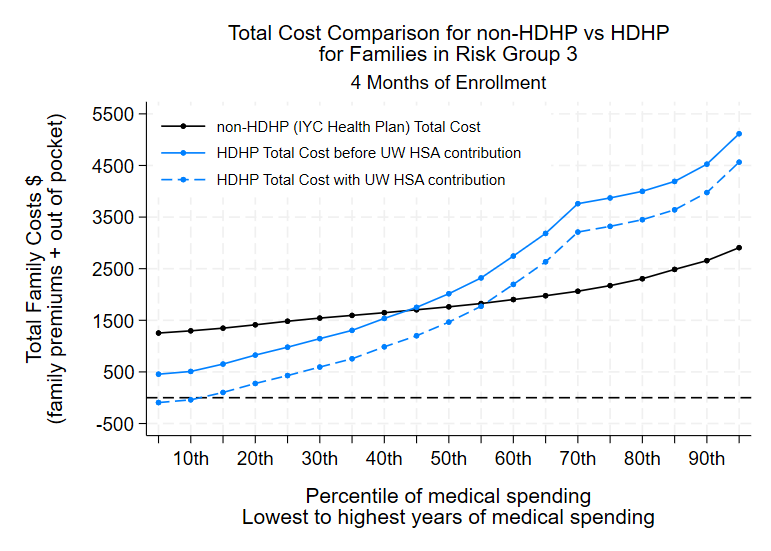 Total Cost Comparison for non-HDHP vs HDHP
for Families in Risk Group 3
4 Months of Enrollment
Total Family Costs $
(family premiums + out of pocket)
5500
4500
3500
2500
1500
500
-500
non-HDHP (IYC Health Plan) Total Cost
HDHP Total Cost before UW HSA contribution
HDHP Total Cost with UW HSA contribution
10th 20th 30th 40th 50th 60th 70th 80th 90th
Percentile of medical spending
Lowest to highest years of medical spending